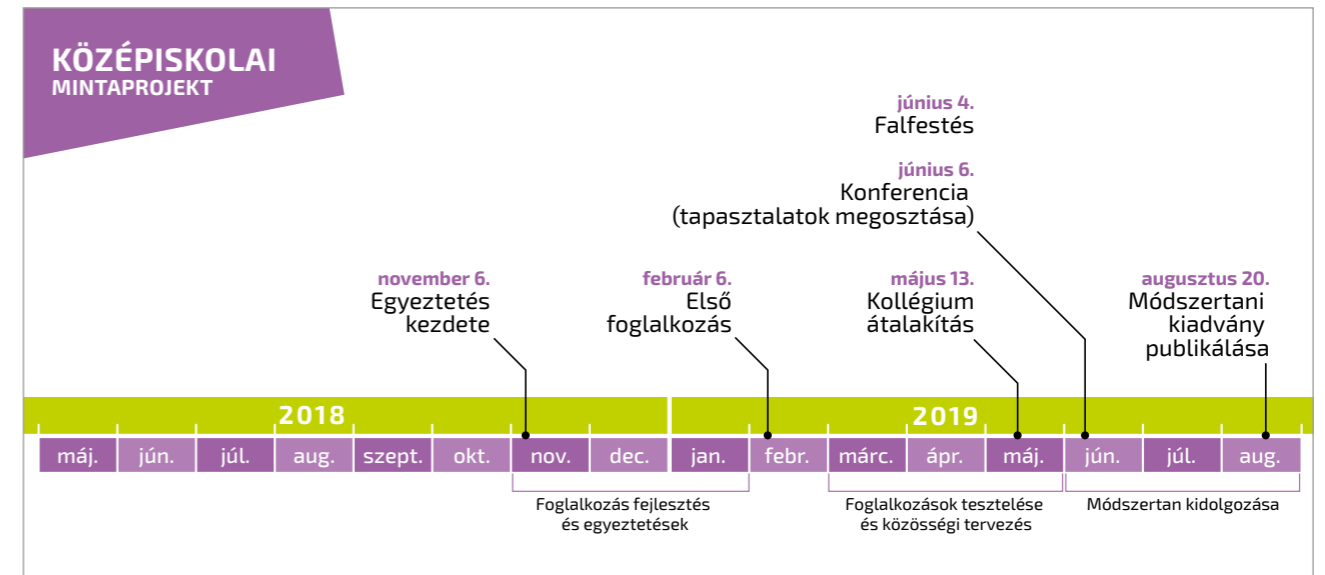 KÖZÉPISKOLAI
MINTAPROJEKT
június 4.
Falfestés
június 6.
Konferencia
(tapasztalatok megosztása)
november 6.
Egyeztetés
kezdete
február 6.
Első
foglalkozás
május 13.
Kollégium
átalakítás
augusztus 20.
Módszertani
kiadvány
publikálása
2018
2019
máj. jún. júl. aug. szept. okt. nov. dec. jan. febr. márc. ápr. máj. jún. júl. aug.
Foglalkozás fejlesztés
és egyeztetések
Foglalkozások tesztelése
és közösségi tervezés
Módszertan kidolgozása